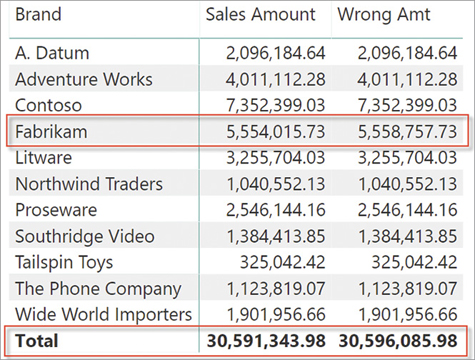 Brand Sales Amount Wrong Amt
A. Datum 2,096,184.64 2,096,184.64
Adventure Works 4,011,112.28 4,011,112.28
Contoso 7,352,399.03 7,352,399.03
Fabrikam 5,554,015.73 5,558,757.73
Litware 3,255,704.03 3,255,704.03
Northwind Traders 1,040,552.13 1,040,552.13
Proseware 2,546,144.16 2,546,144.16
Southridge Video 1,384,413.85 1,384,413.85
Tailspin Toys 325,042.42 325,042.42
The Phone Company 1,123,819.07 1,123,819.07
Wide World Importers 1,901,956.66 1,901,956.66
Total 30,591,343.98 30,596,085.98